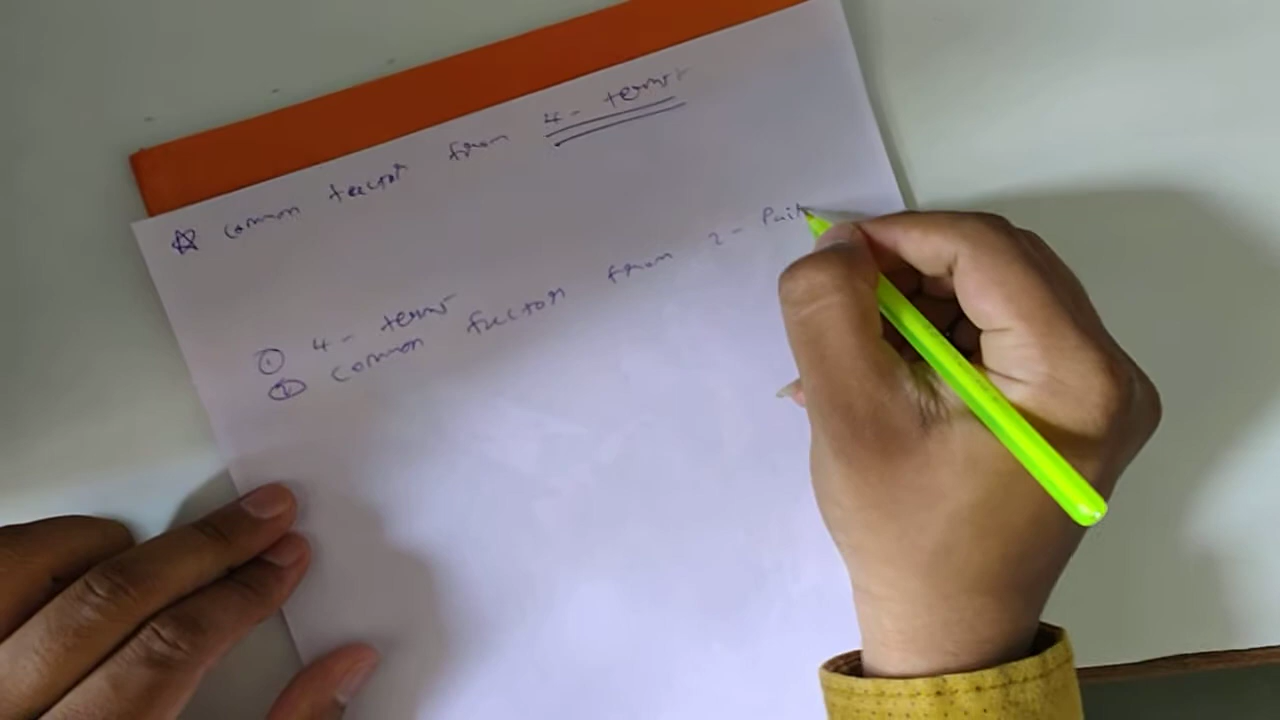 ☆ common factor from 4 - terms
① 4 - terms
② common factor from 2 - Pair